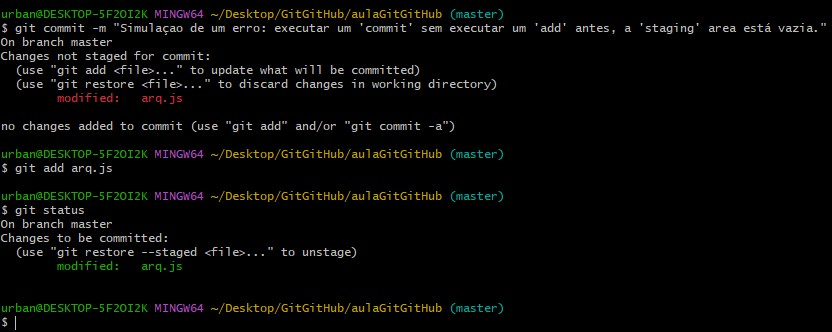 urban@DESKTOP-5F2OI2K MINGW64 ~/Desktop/GitGitHub/aulaGitGitHub (master)
$ git commit -m "Simulaçao de um erro: executar um 'commit' sem executar um 'add' antes, a 'staging' area está vazia."
On branch master
Changes not staged for commit:
  (use "git add <file>..." to update what will be committed)
  (use "git restore <file>..." to discard changes in working directory)
        modified:   arq.js
no changes added to commit (use "git add" and/or "git commit -a")
urban@DESKTOP-5F2OI2K MINGW64 ~/Desktop/GitGitHub/aulaGitGitHub (master)
$ git add arq.js
urban@DESKTOP-5F2OI2K MINGW64 ~/Desktop/GitGitHub/aulaGitGitHub (master)
$ git status
On branch master
Changes to be committed:
  (use "git restore --staged <file>..." to unstage)
        modified:   arq.js
urban@DESKTOP-5F2OI2K MINGW64 ~/Desktop/GitGitHub/aulaGitGitHub (master)
$